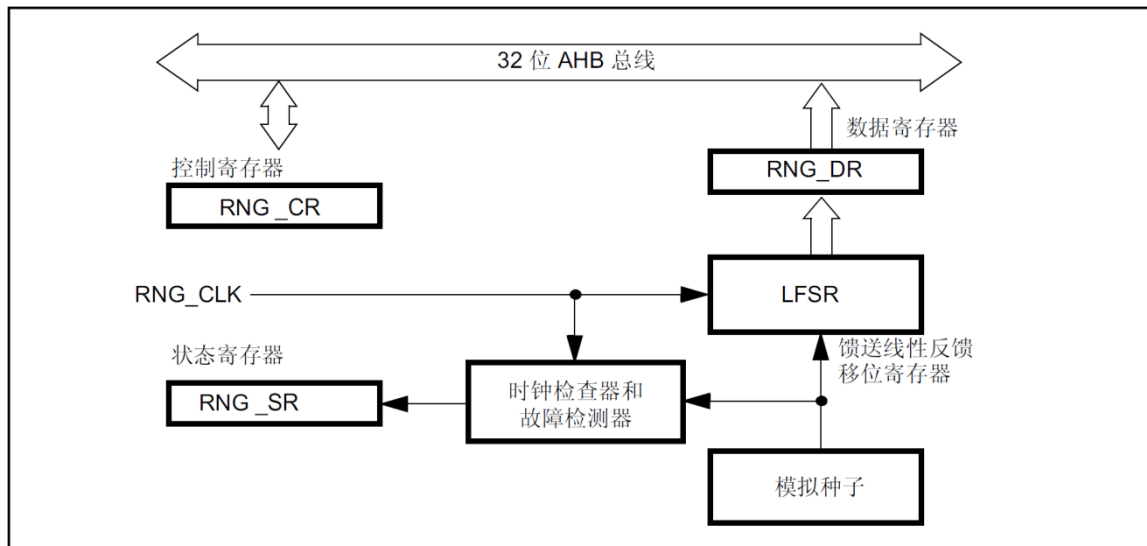 32 位 AHB 总线
数据寄存器
控制寄存器
RNG_DR
RNG _CR
RNG_CLK
LFSR
状态寄存器
馈送线性反馈
移位寄存器
RNG _SR
时钟检查器和
故障检测器
模拟种子